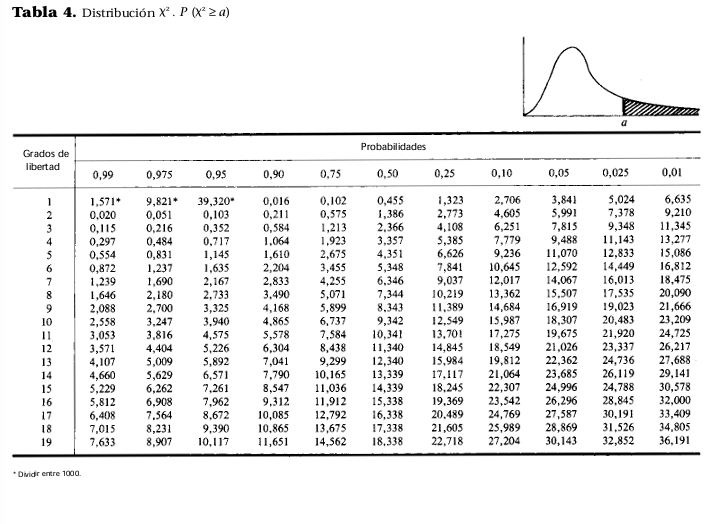 Tabla 4. Distribución χ² . P (χ² ≥ a)
a
Grados de libertad Probabilidades
0,99 0,975 0,95 0,90 0,75 0,50 0,25 0,10 0,05 0,025 0,01
1 1,571* 9,821* 39,320* 0,016 0,102 0,455 1,323 2,706 3,841 5,024 6,635
2 0,020 0,051 0,103 0,211 0,575 1,386 2,773 4,605 5,991 7,378 9,210
3 0,115 0,216 0,352 0,584 1,213 2,366 4,108 6,251 7,815 9,348 11,345
4 0,297 0,484 0,717 1,064 1,923 3,357 5,385 7,779 9,488 11,143 13,277
5 0,554 0,831 1,145 1,610 2,675 4,351 6,626 9,236 11,070 12,833 15,086
6 0,872 1,237 1,635 2,204 3,455 5,348 7,841 10,645 12,592 14,449 16,812
7 1,239 1,690 2,167 2,833 4,255 6,346 9,037 12,017 14,067 16,013 18,475
8 1,646 2,180 2,733 3,490 5,071 7,344 10,219 13,362 15,507 17,535 20,090
9 2,088 2,700 3,325 4,168 5,899 8,343 11,389 14,684 16,919 19,023 21,666
10 2,558 3,247 3,940 4,865 6,737 9,342 12,549 15,987 18,307 20,483 23,209
11 3,053 3,816 4,575 5,578 7,584 10,341 13,701 17,275 19,675 21,920 24,725
12 3,571 4,404 5,226 6,304 8,438 11,340 14,845 18,549 21,026 23,337 26,217
13 4,107 5,009 5,892 7,041 9,299 12,340 15,984 19,812 22,362 24,736 27,688
14 4,660 5,629 6,571 7,790 10,165 13,339 17,117 21,064 23,685 26,119 29,141
15 5,229 6,262 7,261 8,547 11,036 14,339 18,245 22,307 24,996 24,788 30,578
16 5,812 6,908 7,962 9,312 11,912 15,338 19,369 23,542 26,296 28,845 32,000
17 6,408 7,564 8,672 10,085 12,792 16,338 20,489 24,769 27,587 30,191 33,409
18 7,015 8,231 9,390 10,865 13,675 17,338 21,605 25,989 28,869 31,526 34,805
19 7,633 8,907 10,117 11,651 14,562 18,338 22,718 27,204 30,143 32,852 36,191
* Dividir entre 1000.